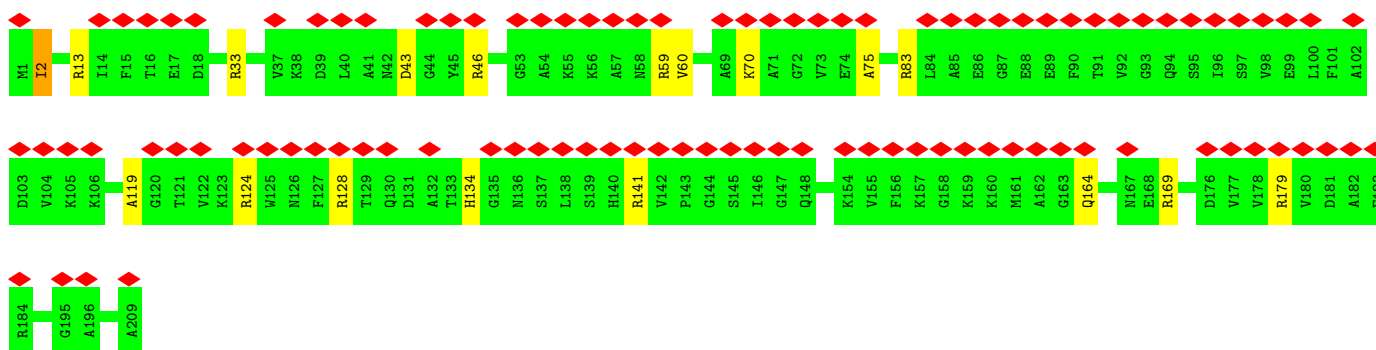 M1 I2 R13 I14 F15 T16 E17 D18 R33 V37 K38 D39 L40 A41 N42 D43 G44 Y45 R46 G53 A54 K55 K56 A57 N58 R59 V60 A69 K70 A71 G72 V73 E74 A75 R83 L84 A85 E86 G87 E88 E89 F90 T91 V92 G93 Q94 S95 I96 S97 V98 E99 L100 F101 A102
D103 V104 K105 K106 A119 G120 T121 V122 K123 R124 W125 N126 F127 R128 T129 Q130 D131 A132 T133 H134 G135 N136 S137 L138 S139 H140 R141 V142 P143 G144 S145 I146 G147 Q148 K154 V155 F156 K157 G158 K159 K160 M161 A162 G163 Q164 N167 E168 R169 D176 V177 V178 R179 V180 D181 A182
R184 G195 A196 A209